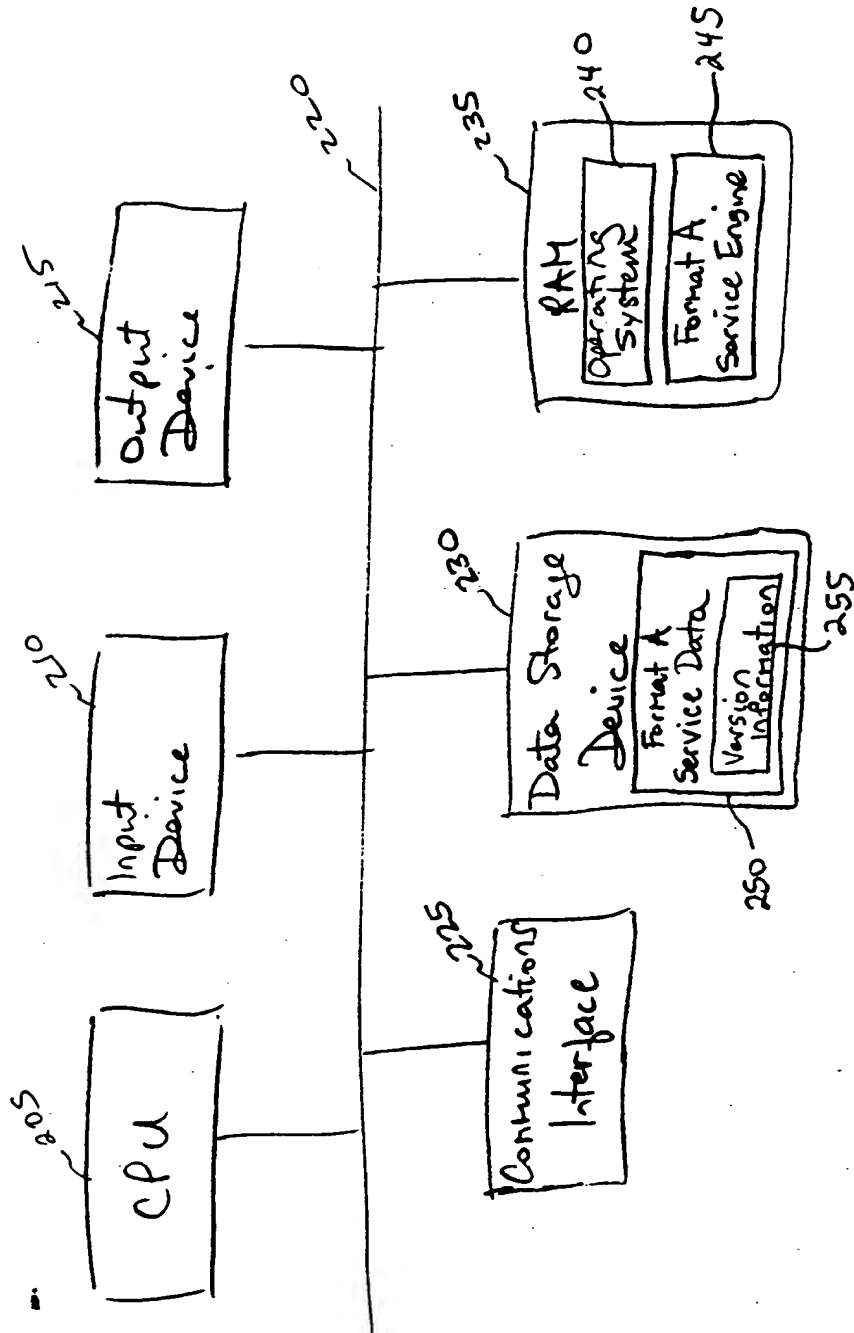 205
CPU
210
Input
Device
215
Output
Device
220
225
Communications
Interface
230
Data Storage
Device
Format A
Service Data
Version
Information
250
255
235
RAM
Operating
System
240
Format A
Service Engine
245